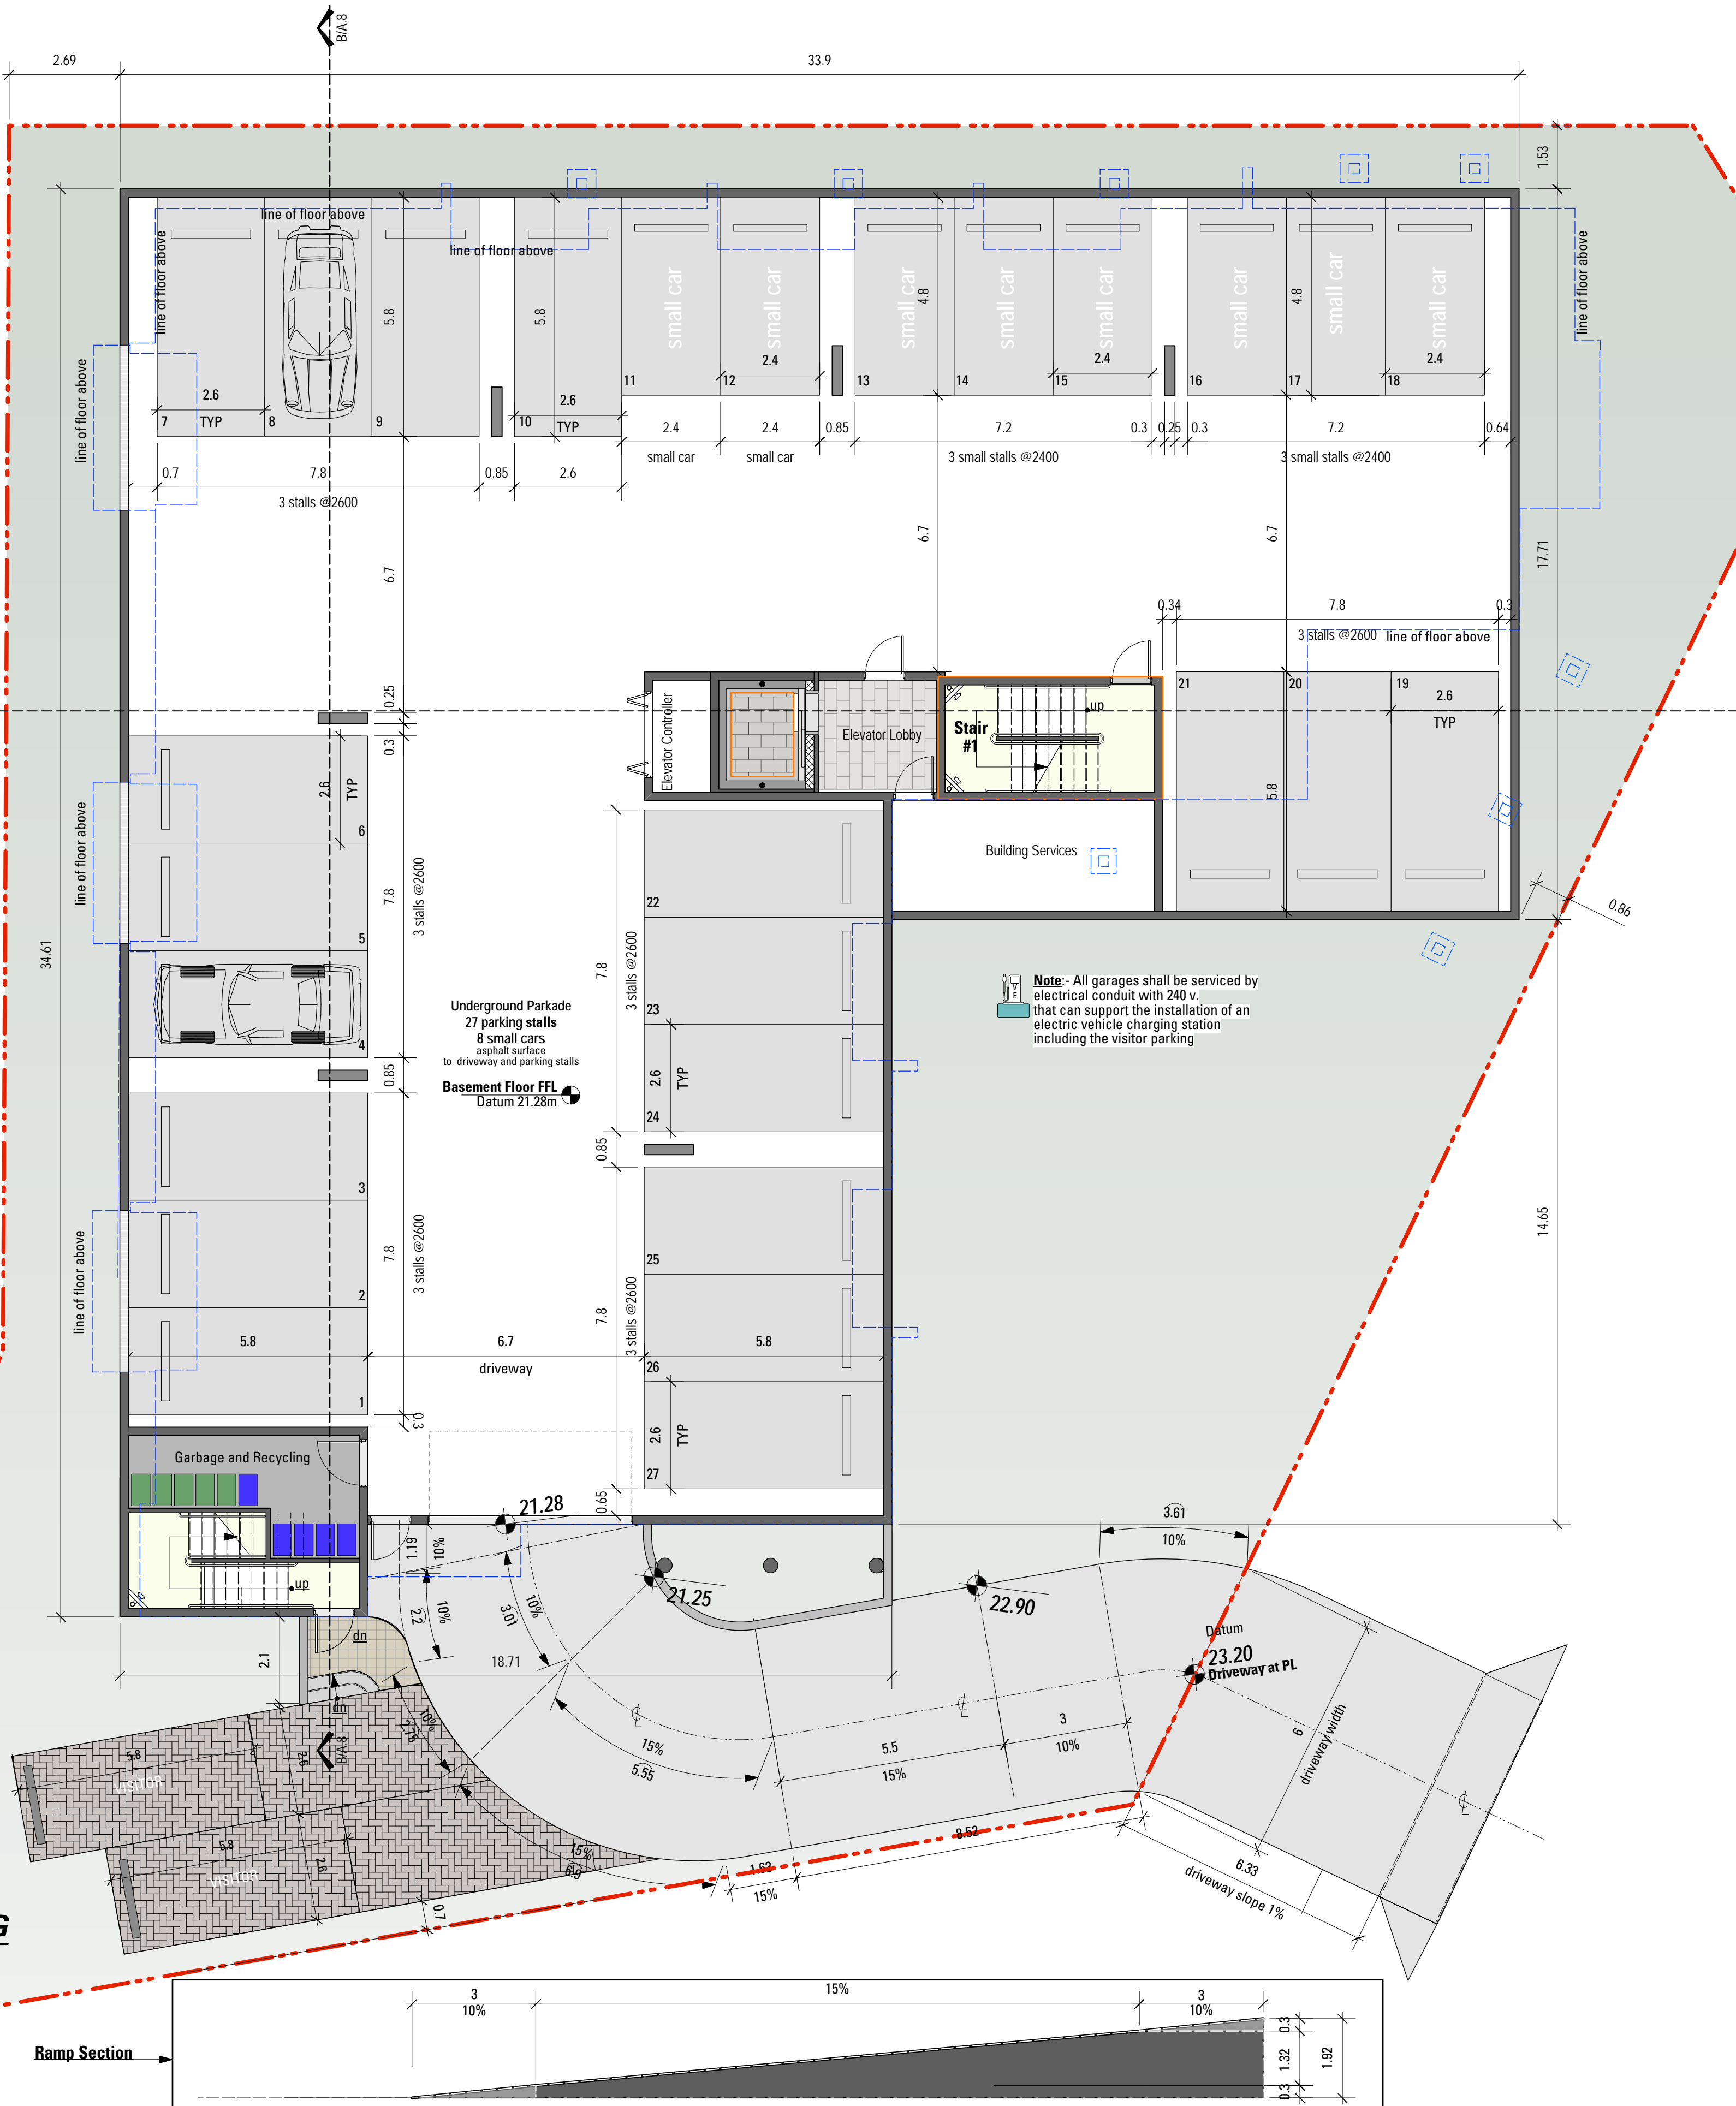 B/A.8
2.69
33.9
1.53
line of floor above
line of floor above
line of floor above
line of floor above
line of floor above
5.8
5.8
small car
small car
small car
4.8
small car
small car
small car
4.8
small car
small car
2.6
TYP
7
8
9
10
2.6
TYP
11
12
2.4
13
14
15
2.4
16
17
18
2.4
2.4
small car
2.4
small car
0.85
7.2
3 small stalls @2400
0.3
0.25
0.3
7.2
3 small stalls @2400
0.64
0.7
7.8
3 stalls @2600
0.85
2.6
6.7
6.7
6.7
17.71
0.34
7.8
0.3
3 stalls @2600
line of floor above
0.25
0.3
Elevator Controller
Elevator Lobby
Stair
#1
up
21
20
19
2.6
TYP
5.8
2.6
TYP
6
5
4
7.8
3 stalls @2600
line of floor above
34.61
Building Services
0.86
22
23
24
7.8
3 stalls @2600
2.6
TYP
Note:- All garages shall be serviced by
electrical conduit with 240 v.
that can support the installation of an
electric vehicle charging station
including the visitor parking
V
E
Underground Parkade
27 parking stalls
8 small cars
asphalt surface
to driveway and parking stalls
Basement Floor FFL
Datum 21.28m
0.85
0.85
3
2
1
7.8
3 stalls @2600
line of floor above
25
26
27
7.8
3 stalls @2600
14.65
5.8
6.7
driveway
5.8
2.6
TYP
0.3
0.65
Garbage and Recycling
up
21.28
1.19
10%
2.2
10%
3.01
10%
21.25
22.90
3.61
10%
Datum
23.20
Driveway at PL
dn
2.1
18.71
dn
B/A.8
10%
2.75
15%
5.55
5.5
15%
3
10%
6
driveway width
5.8
VISITOR
2.6
5.8
VISITOR
2.6
15%
6.9
1.63
15%
8.52
6.33
driveway slope 1%
0.7
G
Ramp Section
3
10%
15%
3
10%
0.3
1.32
0.3
1.92